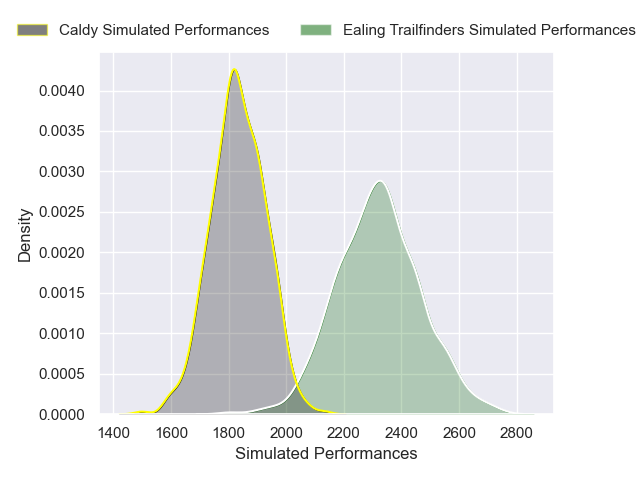 Caldy Simulated Performances Ealing Trailfinders Simulated Performances
0.0040
0.0035
0.0030
0.0025
0.0020
0.0015
0.0010
0.0005
0.0000
Density
1400 1600 1800 2000 2200 2400 2600 2800
Simulated Performances